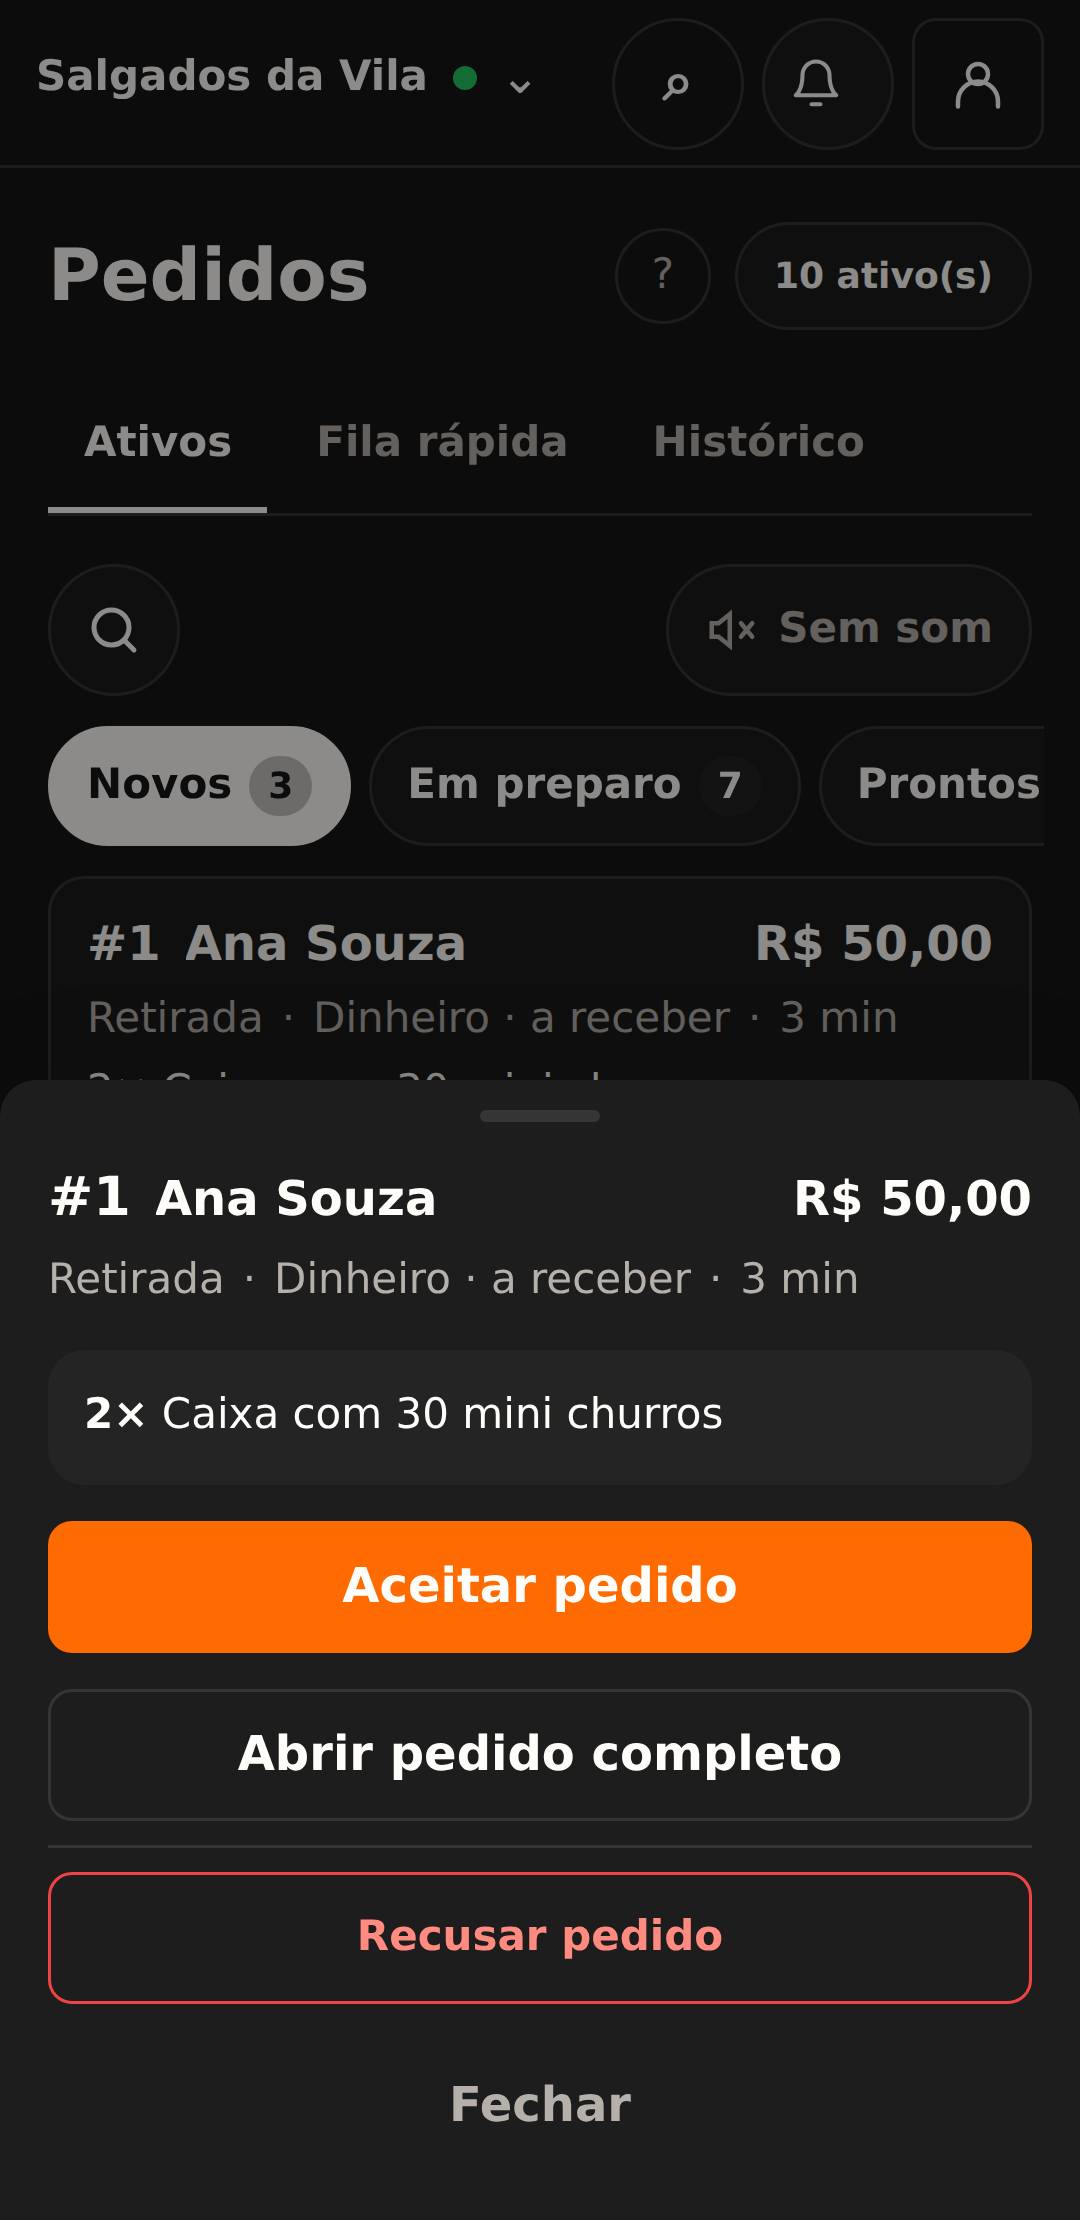 Salgados da Vila
Pedidos
?
10 ativo(s)
Ativos
Fila rápida
Histórico
Sem som
Novos 3
Em preparo 7
Prontos
#1 Ana Souza
R$ 50,00
Retirada · Dinheiro · a receber · 3 min
#1 Ana Souza
R$ 50,00
Retirada · Dinheiro · a receber · 3 min
2× Caixa com 30 mini churros
Aceitar pedido
Abrir pedido completo
Recusar pedido
Fechar